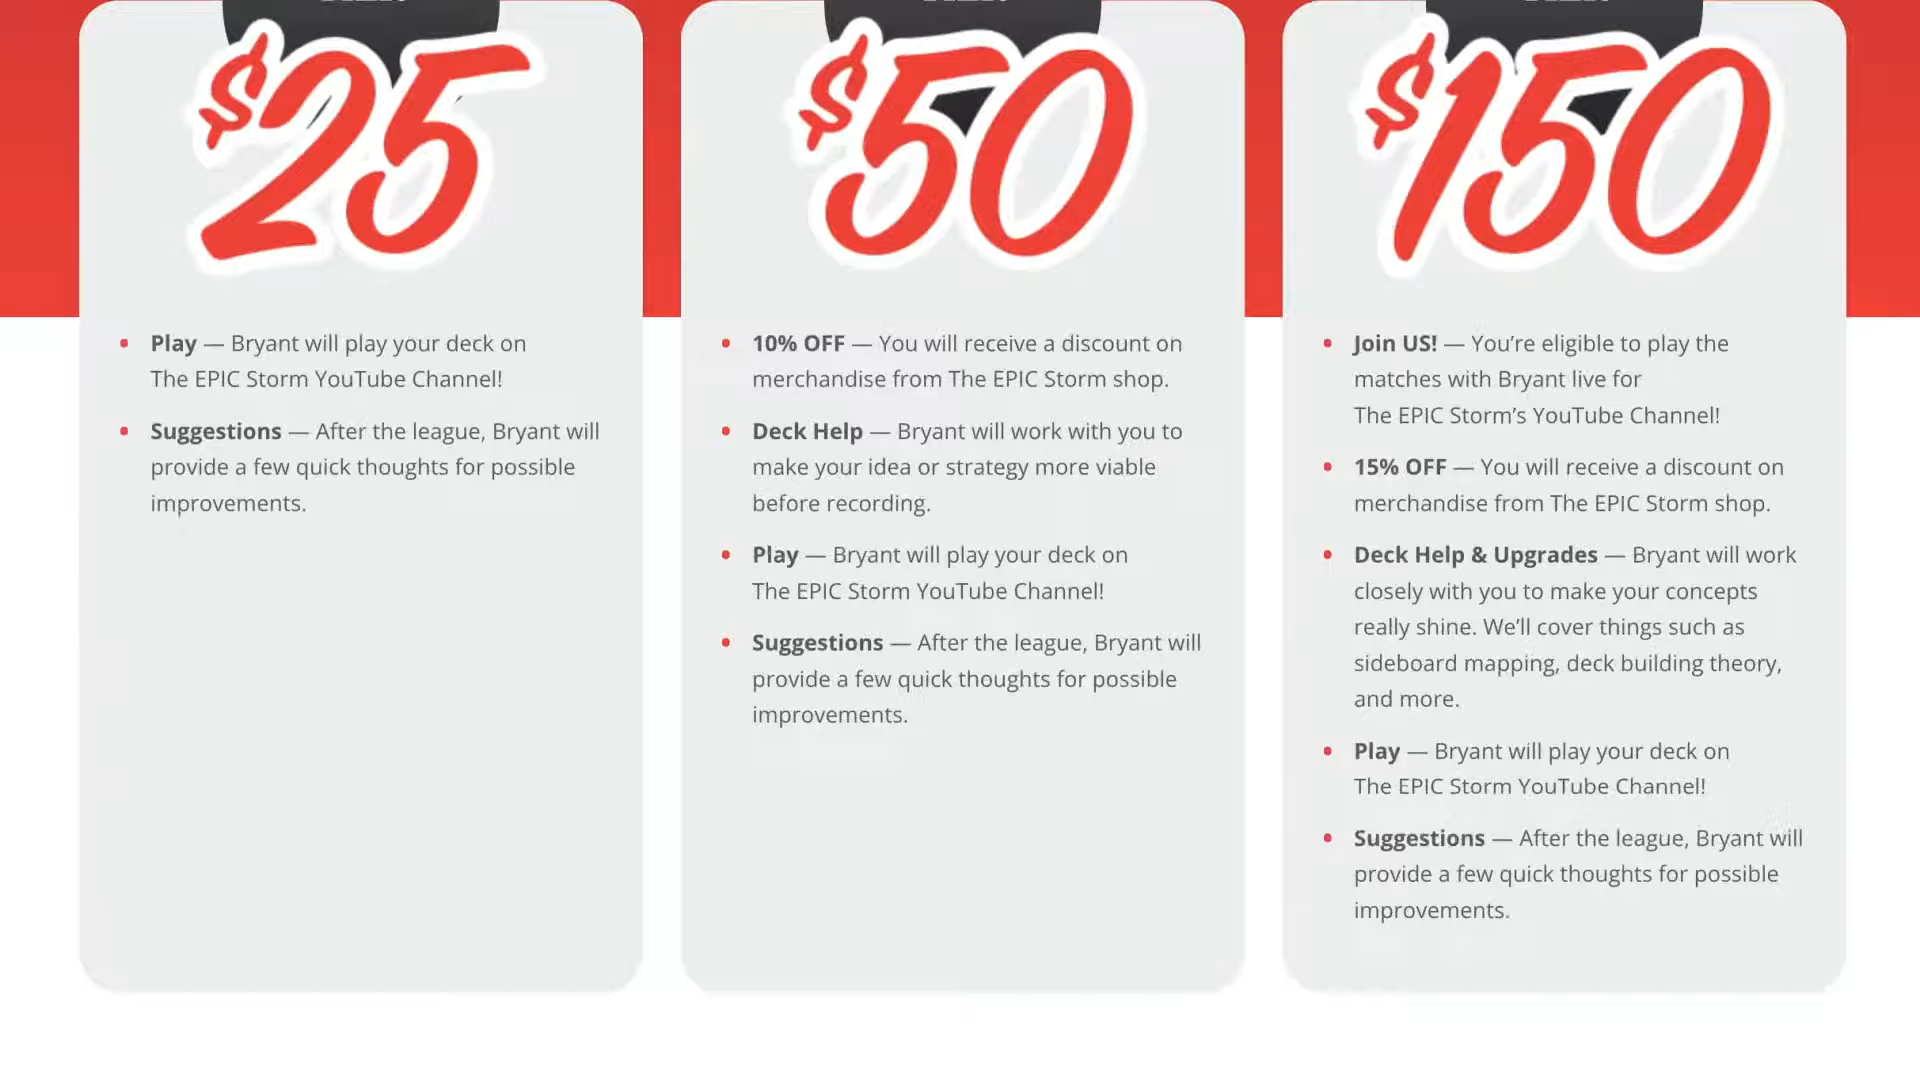 $25
Play — Bryant will play your deck on
The EPIC Storm YouTube Channel!
Suggestions — After the league, Bryant will
provide a few quick thoughts for possible
improvements.
$50
10% OFF — You will receive a discount on
merchandise from The EPIC Storm shop.
Deck Help — Bryant will work with you to
make your idea or strategy more viable
before recording.
Play — Bryant will play your deck on
The EPIC Storm YouTube Channel!
Suggestions — After the league, Bryant will
provide a few quick thoughts for possible
improvements.
$150
Join US! — You’re eligible to play the
matches with Bryant live for
The EPIC Storm’s YouTube Channel!
15% OFF — You will receive a discount on
merchandise from The EPIC Storm shop.
Deck Help & Upgrades — Bryant will work
closely with you to make your concepts
really shine. We’ll cover things such as
sideboard mapping, deck building theory,
and more.
Play — Bryant will play your deck on
The EPIC Storm YouTube Channel!
Suggestions — After the league, Bryant will
provide a few quick thoughts for possible
improvements.